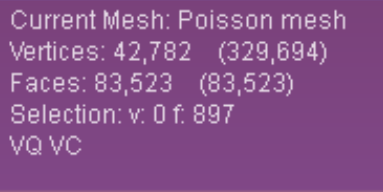 Current Mesh: Poisson mesh
Vertices: 42,782 (329,694)
Faces: 83,523 (83,523)
Selection: v: 0 f: 897
VQ VC